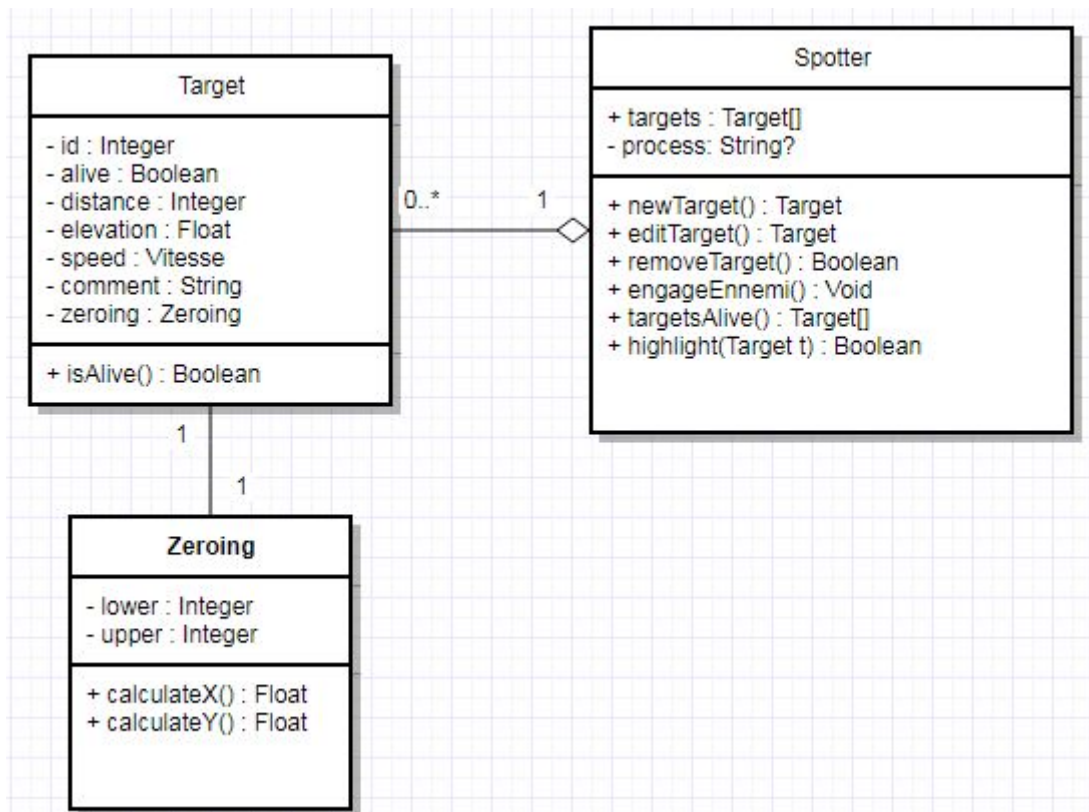 Target
- id : Integer
- alive : Boolean
- distance : Integer
- elevation : Float
- speed : Vitesse
- comment : String
- zeroing : Zeroing
+ isAlive() : Boolean
0..*
1
Spotter
+ targets : Target[]
- process: String?
+ newTarget() : Target
+ editTarget() : Target
+ removeTarget() : Boolean
+ engageEnnemi() : Void
+ targetsAlive() : Target[]
+ highlight(Target t) : Boolean
1
1
Zeroing
- lower : Integer
- upper : Integer
+ calculateX() : Float
+ calculateY() : Float